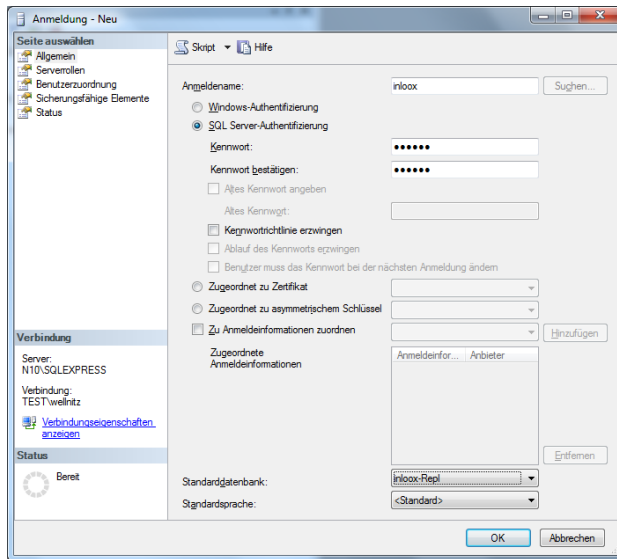 Anmeldung - Neu
Seite auswählen
Allgemein
Serverrollen
Benutzerzuordnung
Sicherungsfähige Elemente
Status
Skript
Hilfe
Anmeldename:
inloox
Suchen...
Windows-Authentifizierung
SQL Server-Authentifizierung
Kennwort:
●●●●●●
Kennwort bestätigen:
●●●●●●
Altes Kennwort angeben
Altes Kennwort:
Kennwortrichtlinie erzwingen
Ablauf des Kennworts erzwingen
Benutzer muss das Kennwort bei der nächsten Anmeldung ändern
Zugeordnet zu Zertifikat
Zugeordnet zu asymmetrischem Schlüssel
Zu Anmeldeinformationen zuordnen
Hinzufügen
Zugeordnete
Anmeldeinformationen
Anmeldeinfor... Anbieter
Entfernen
Verbindung
Server:
N10\SQLEXPRESS
Verbindung:
TEST\wellnitz
Verbindungseigenschaften
anzeigen
Status
Bereit
Standarddatenbank:
inloox-Repl
Standardsprache:
<Standard>
OK
Abbrechen